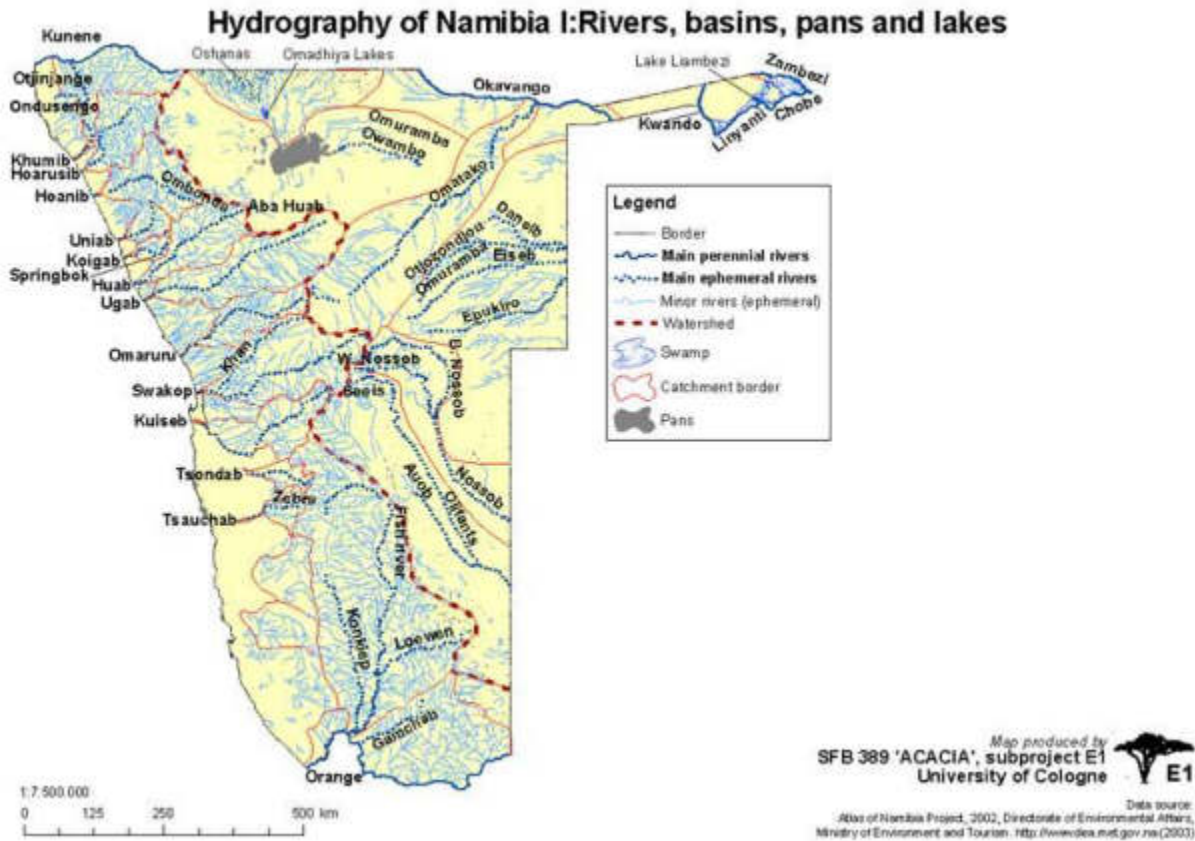 Hydrography of Namibia I:Rivers, basins, pans and lakes
Kunene
Oshanas
Omadhiya Lakes
Lake Liambezi
Zambezi
Otjinjange
Okavango
Ondusengo
Chobe
Kwando
Linyanti
Omuramba
Owambo
Khumib
Hoarusib
Hoanib
Ombonde
Aba Huab
Omatako
Daneib
Uniab
Koigab
Springbok
Huab
Ugab
Otjozondjou
Omuramba
Eiseb
Epukiro
Omaruru
Khan
W. Nossob
B. Nossob
Swakop
Seeis
Kuiseb
Tsondab
Zebra
Tsauchab
Auob
Olifants
Nossob
Fish river
Konkiep
Loewen
Gamchab
Orange
Legend
Border
Main perennial rivers
Main ephemeral rivers
Minor rivers (ephemeral)
Watershed
Swamp
Catchment border
Pans
1:7 500.000
0 125 250 500 km
Map produced by
SFB 389 'ACACIA', subproject E1
University of Cologne
E1
Data source:
Atlas of Namibia Project, 2002, Directorate of Environmental Affairs,
Ministry of Environment and Tourism. (2003)